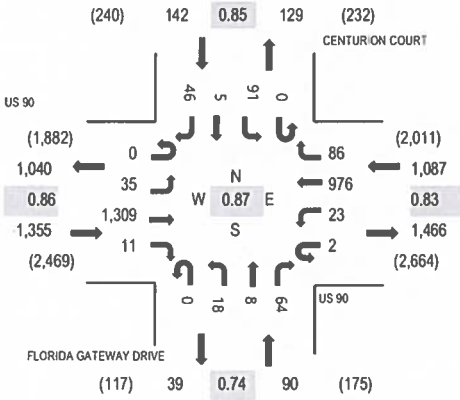 (240) 142 0.85 129 (232)
CENTURION COURT
US 90
46 5 91 0
(1,882) 0 86 (2,011)
1,040 1,087
35 N 976
0.86 W 0.87 E 0.83
1,309 23
1,355 S 1,466
11 2
(2,469) (2,664)
0 18 8 64
US 90
FLORIDA GATEWAY DRIVE
(117) 39 0.74 90 (175)